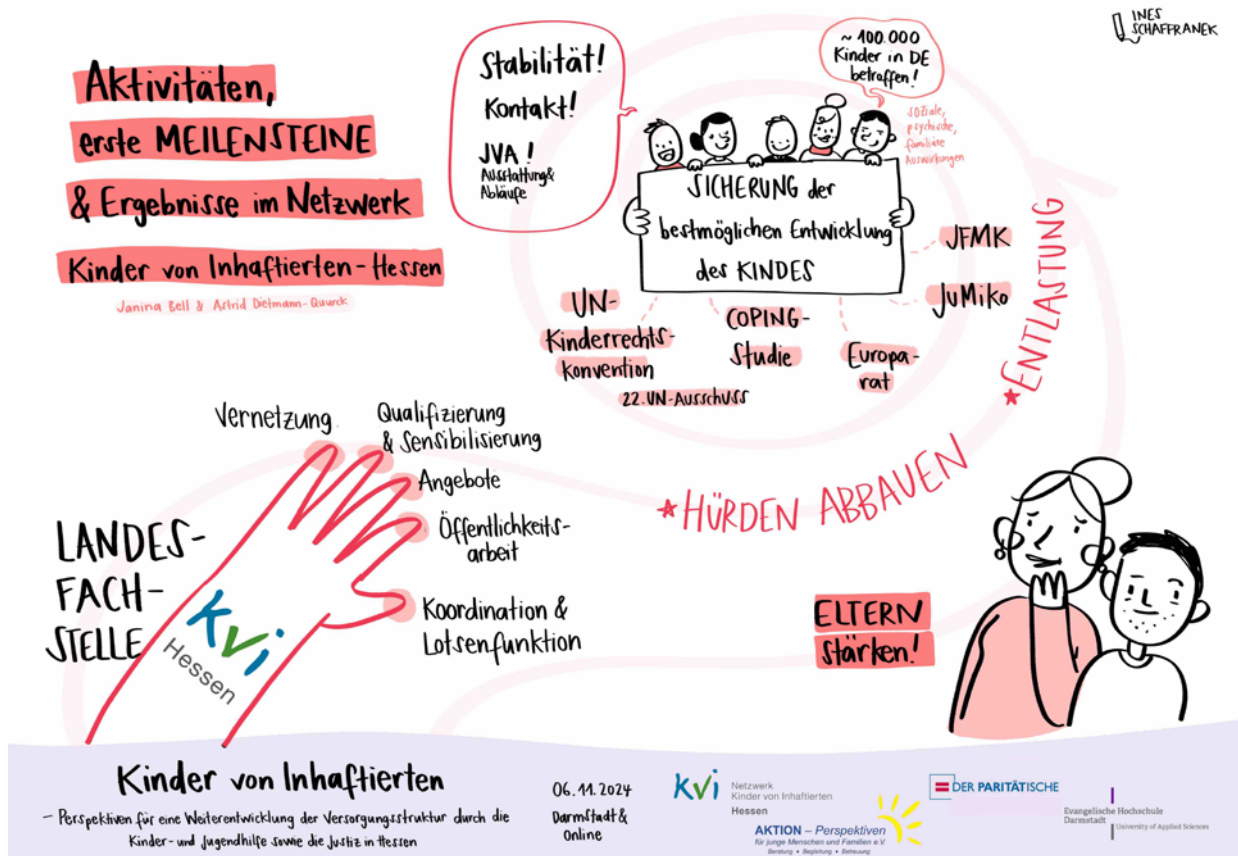 INES
SCHAFFRANEK
Aktivitäten,
erste MEILENSTEINE
& Ergebnisse im Netzwerk
Kinder von Inhaftierten-Hessen
Janina Bell & Astrid Dietmann-Quurck
Stabilität!
Kontakt!
JVA!
Ausstattung&
Abläufe
~ 100.000
Kinder in DE
betroffen!
soziale,
psychische,
familiäre
Auswirkungen
SICHERUNG der
bestmöglichen Entwicklung
des KINDES
JFMK
JuMiKo
UN-
Kinderrechts-
konvention
22.UN-Ausschuss
COPING-
Studie
Europa-
rat
*ENTLASTUNG
*HÜRDEN ABBAUEN
ELTERN
stärken!
Vernetzung
Qualifizierung
& Sensibilisierung
Angebote
Öffentlichkeits-
arbeit
Koordination &
Lotsenfunktion
LANDES-
FACH-
STELLE
kvi
Hessen
Kinder von Inhaftierten
- Perspektiven für eine Weiterentwicklung der Versorgungsstruktur durch die
Kinder- und Jugendhilfe sowie die Justiz in Hessen
06.11.2024
Darmstadt &
Online
kvi
Netzwerk
Kinder von Inhaftierten
Hessen
AKTION – Perspektiven
für junge Menschen und Familien e.V.
Beratung • Begleitung • Betreuung
DER PARITÄTISCHE
Evangelische Hochschule
Darmstadt
University of Applied Sciences